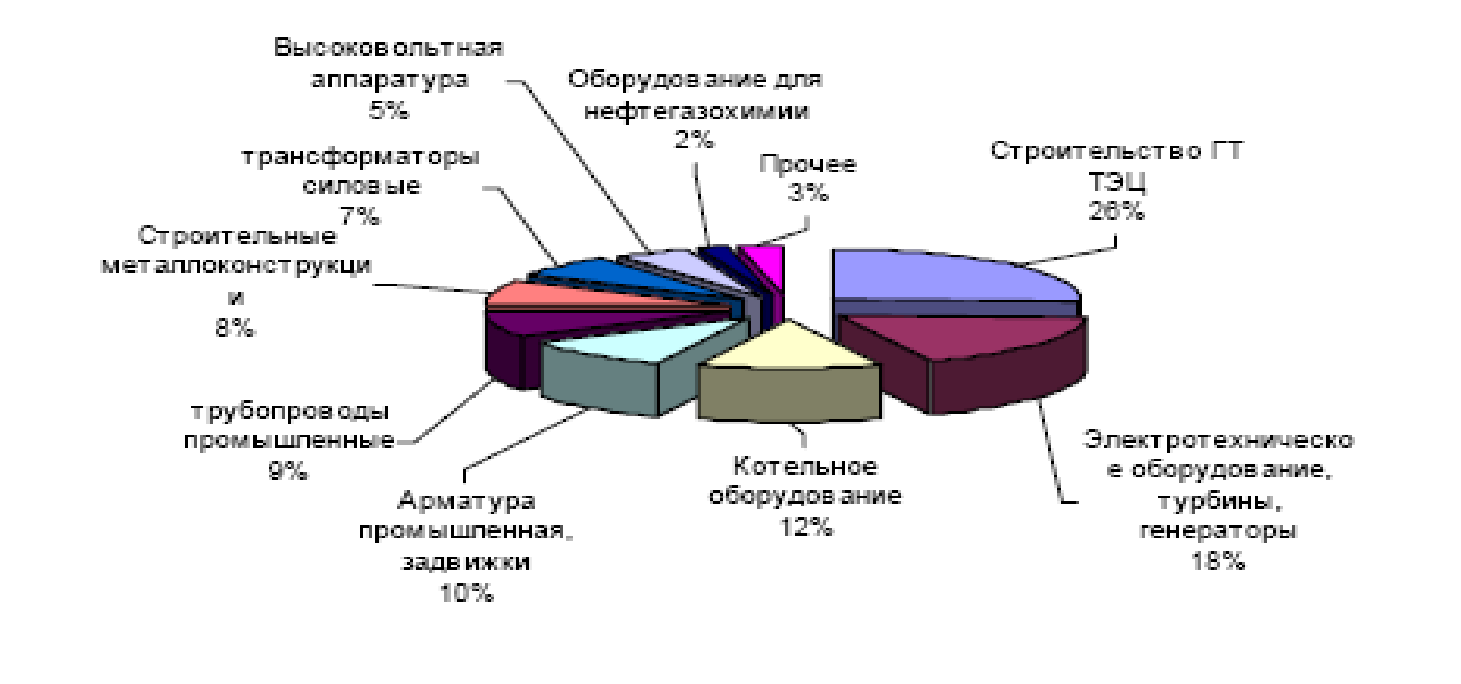 Высоковольтная
аппаратура
5%
Оборудование для
нефтегазохимии
2%
Прочее
3%
Строительство ГТ
ТЭЦ
26%
трансформаторы
силовые
7%
Строительные
металлоконструкци
и
8%
трубопроводы
промышленные
9%
Арматура
промышленная,
задвижки
10%
Котельное
оборудование
12%
Электротехническо
е оборудование,
турбины,
генераторы
18%